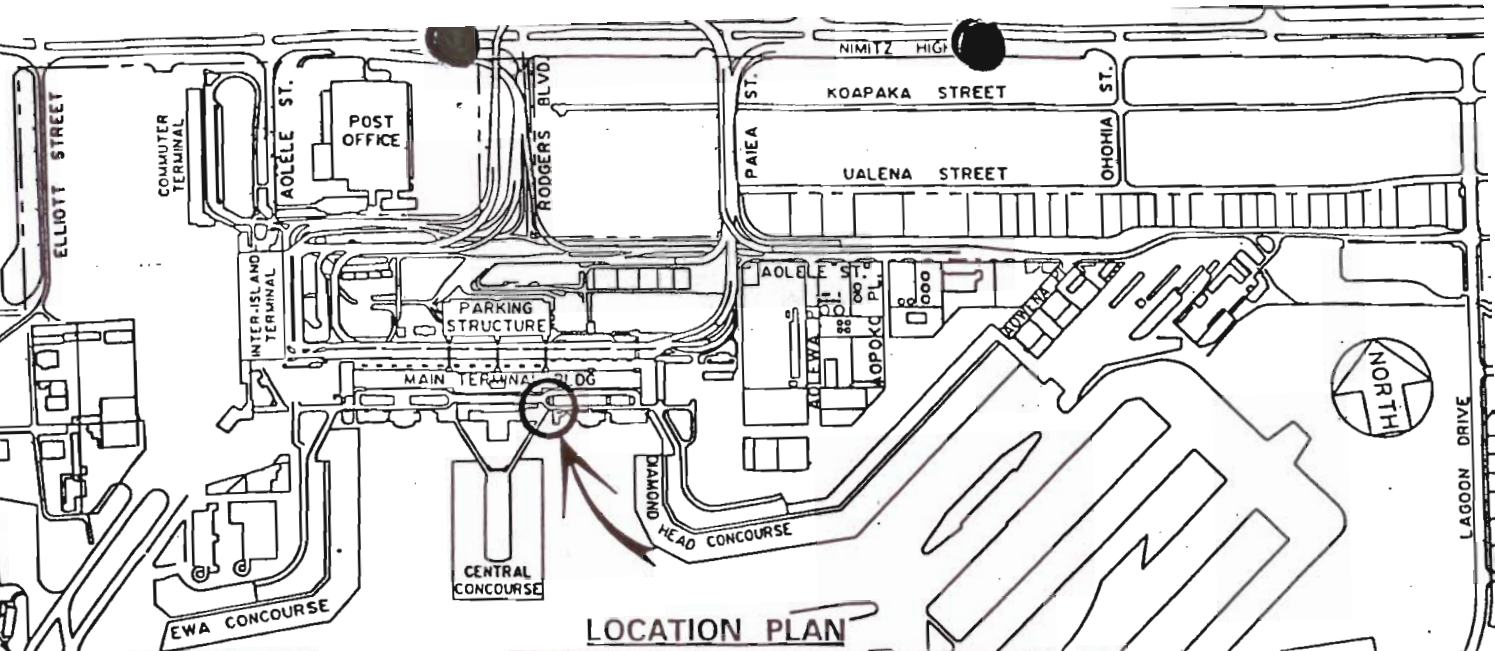 NIMITZ HIGH
KOAPAKA STREET
UALENA STREET
PAIEA ST.
OHOHIA ST.
RODGERS BLVD.
POST
OFFICE
AOLELE ST.
COMMUTER
TERMINAL
ELLIOTT STREET
INTER-ISLAND
TERMINAL
PARKING
STRUCTURE
MAIN TERMINAL BLDG
AOLELE ST.
AOPOKO PL.
AOWENA
NORTH
LAGOON DRIVE
DIAMOND
HEAD CONCOURSE
CENTRAL
CONCOURSE
EWA CONCOURSE
LOCATION PLAN